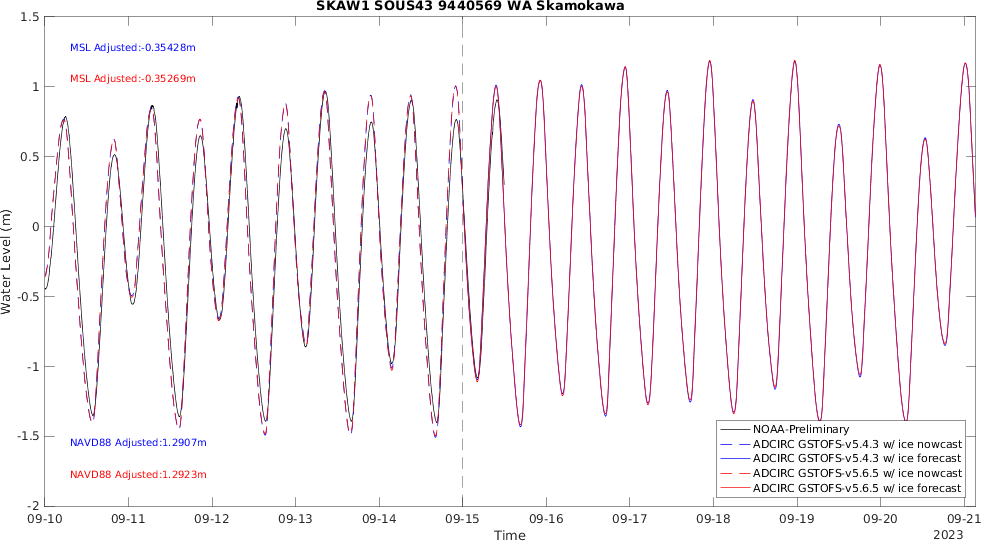 SKAW1 SOUS43 9440569 WA Skamokawa
1.5
1
0.5
0
-0.5
-1
-1.5
-2
Water Level (m)
MSL Adjusted:-0.35428m
MSL Adjusted:-0.35269m
NAVD88 Adjusted:1.2907m
NAVD88 Adjusted:1.2923m
NOAA-Preliminary
ADCIRC GSTOFS-v5.4.3 w/ ice nowcast
ADCIRC GSTOFS-v5.4.3 w/ ice forecast
ADCIRC GSTOFS-v5.6.5 w/ ice nowcast
ADCIRC GSTOFS-v5.6.5 w/ ice forecast
09-10 09-11 09-12 09-13 09-14 09-15 09-16 09-17 09-18 09-19 09-20 09-21
Time
2023